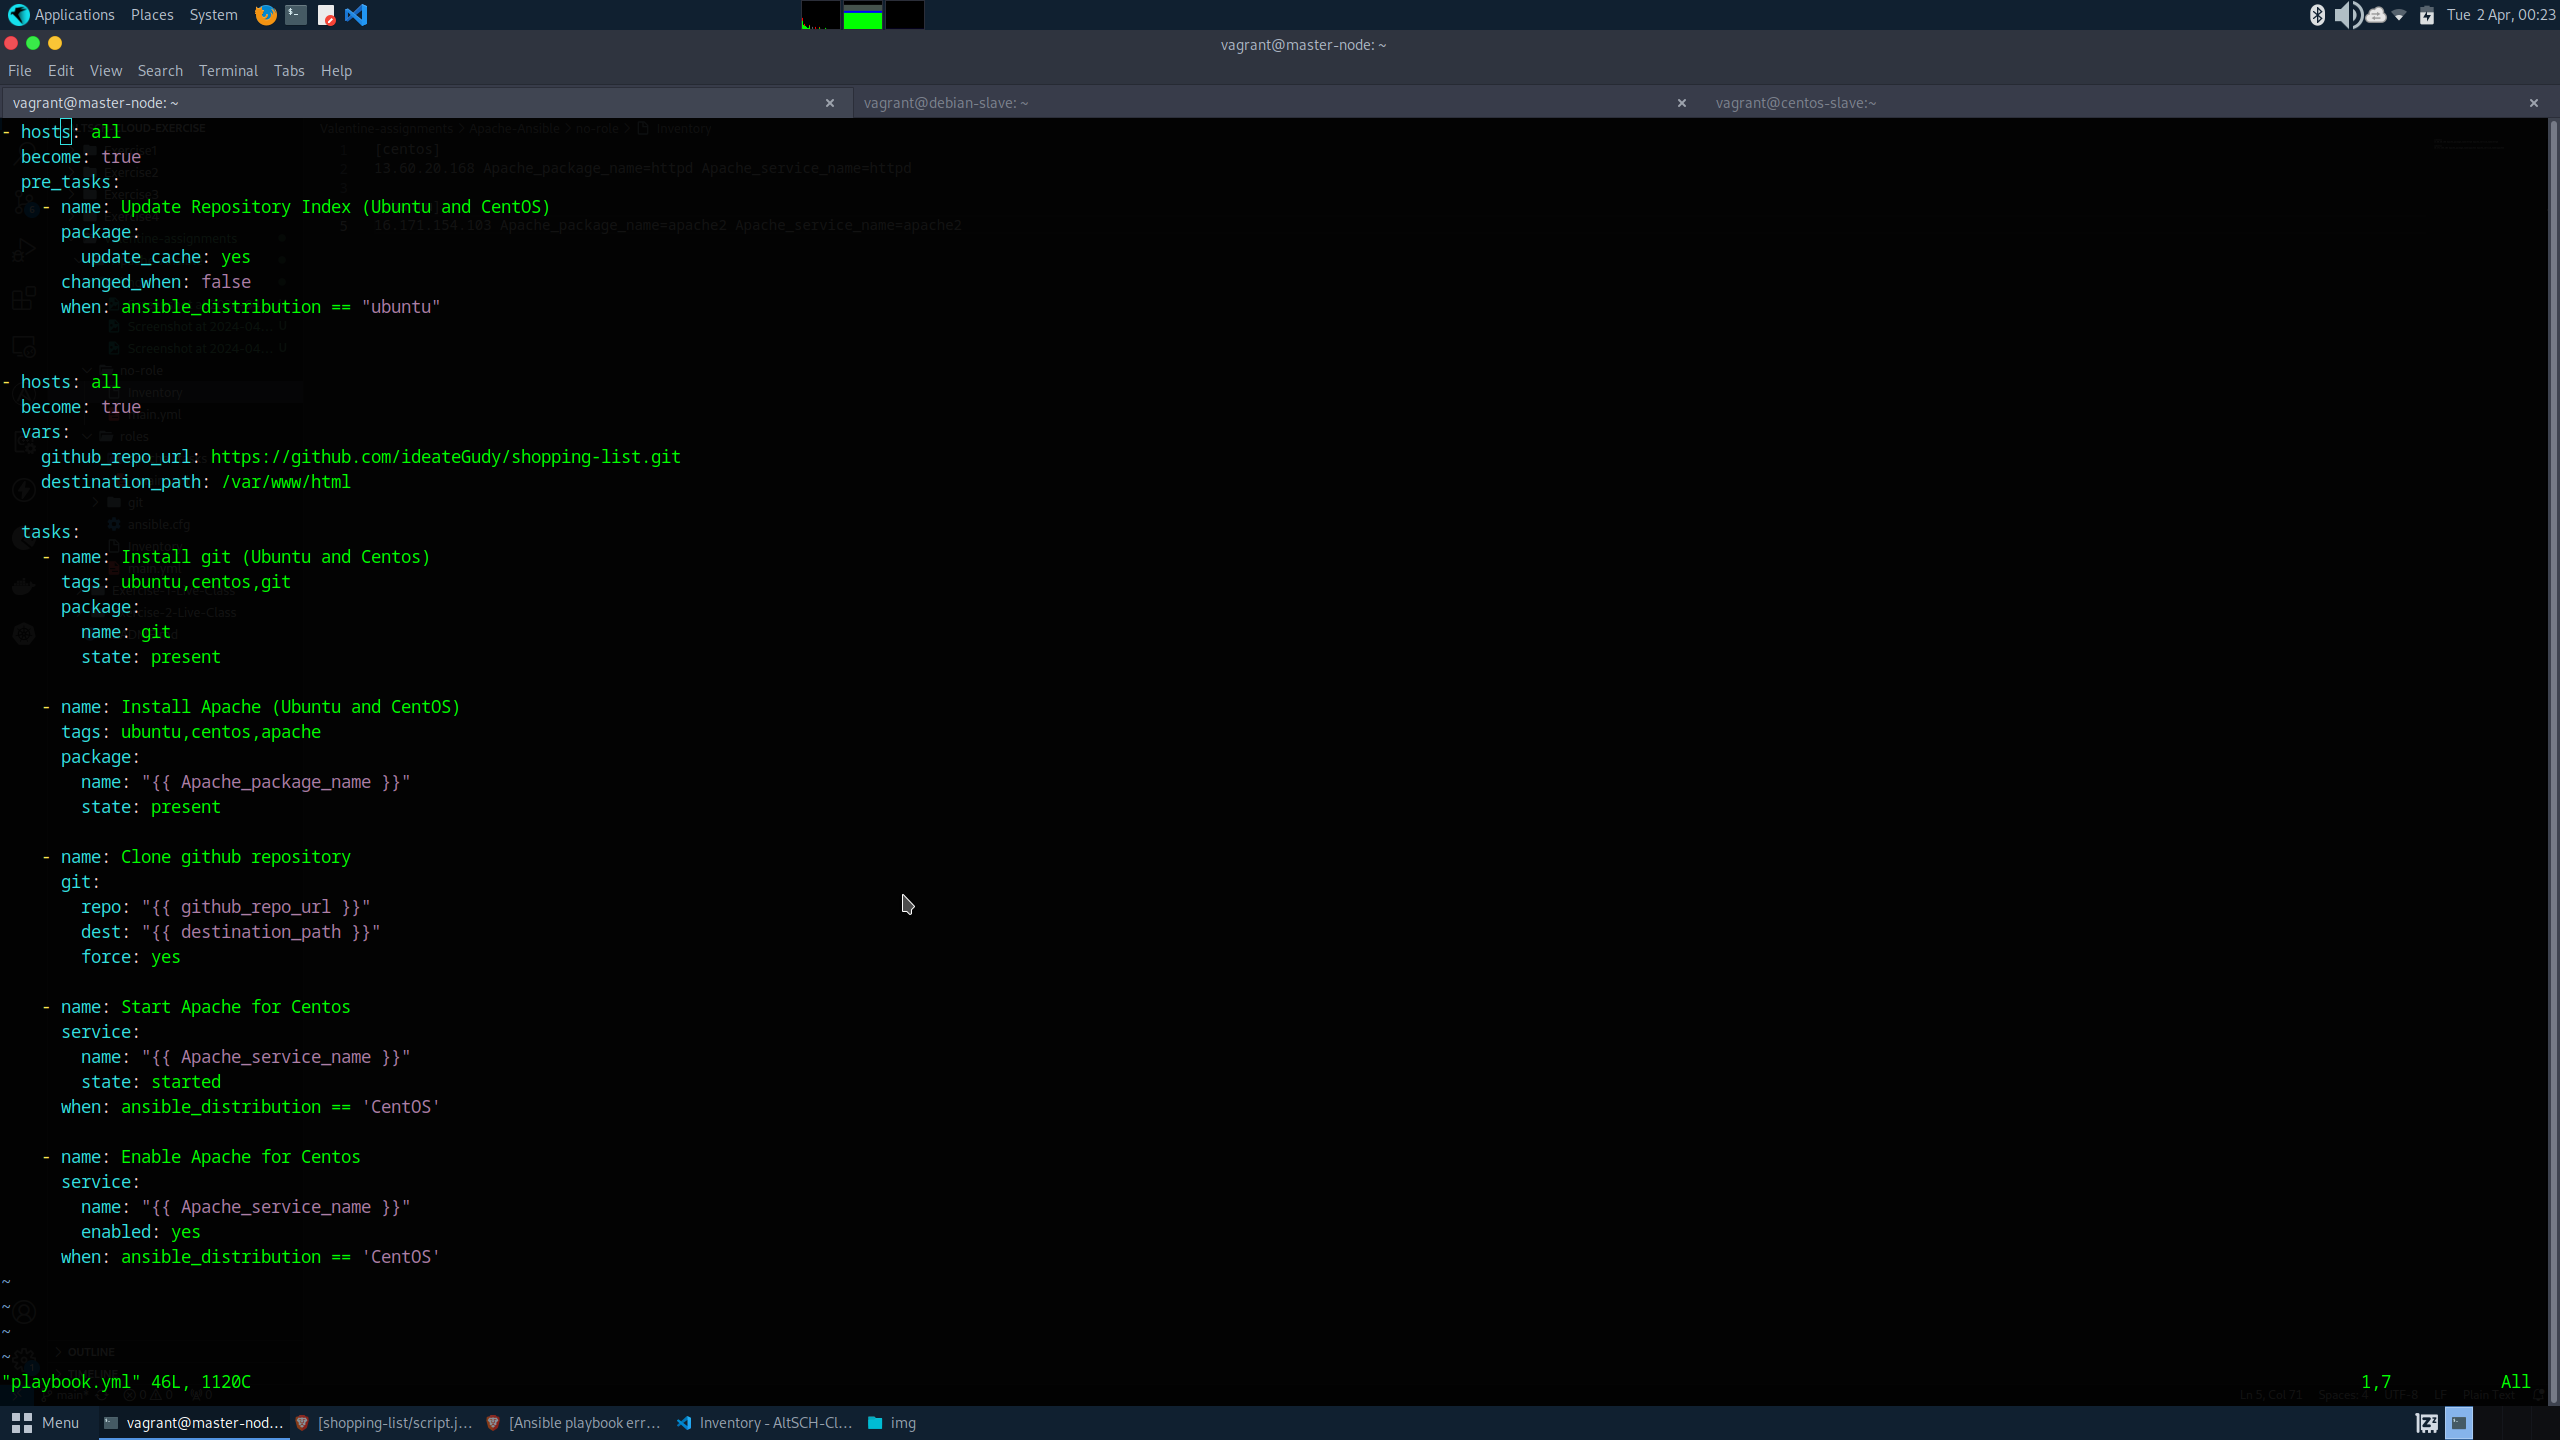 Applications Places System
Tue 2 Apr, 00:23
vagrant@master-node: ~
File Edit View Search Terminal Tabs Help
vagrant@master-node: ~ × vagrant@debian-slave: ~ × vagrant@centos-slave:~ ×
- hosts: all
  become: true
  pre_tasks:
    - name: Update Repository Index (Ubuntu and CentOS)
      package:
        update_cache: yes
      changed_when: false
      when: ansible_distribution == "ubuntu"
- hosts: all
  become: true
  vars:
    github_repo_url: https://github.com/ideateGudy/shopping-list.git
    destination_path: /var/www/html
  tasks:
    - name: Install git (Ubuntu and Centos)
      tags: ubuntu,centos,git
      package:
        name: git
        state: present
    - name: Install Apache (Ubuntu and CentOS)
      tags: ubuntu,centos,apache
      package:
        name: "{{ Apache_package_name }}"
        state: present
    - name: Clone github repository
      git:
        repo: "{{ github_repo_url }}"
        dest: "{{ destination_path }}"
        force: yes
    - name: Start Apache for Centos
      service:
        name: "{{ Apache_service_name }}"
        state: started
      when: ansible_distribution == 'CentOS'
    - name: Enable Apache for Centos
      service:
        name: "{{ Apache_service_name }}"
        enabled: yes
      when: ansible_distribution == 'CentOS'
~
~
~
~
"playbook.yml" 46L, 1120C 1,7 All
Menu vagrant@master-nod... [shopping-list/script.j... [Ansible playbook err... Inventory - AltSCH-Cl... img